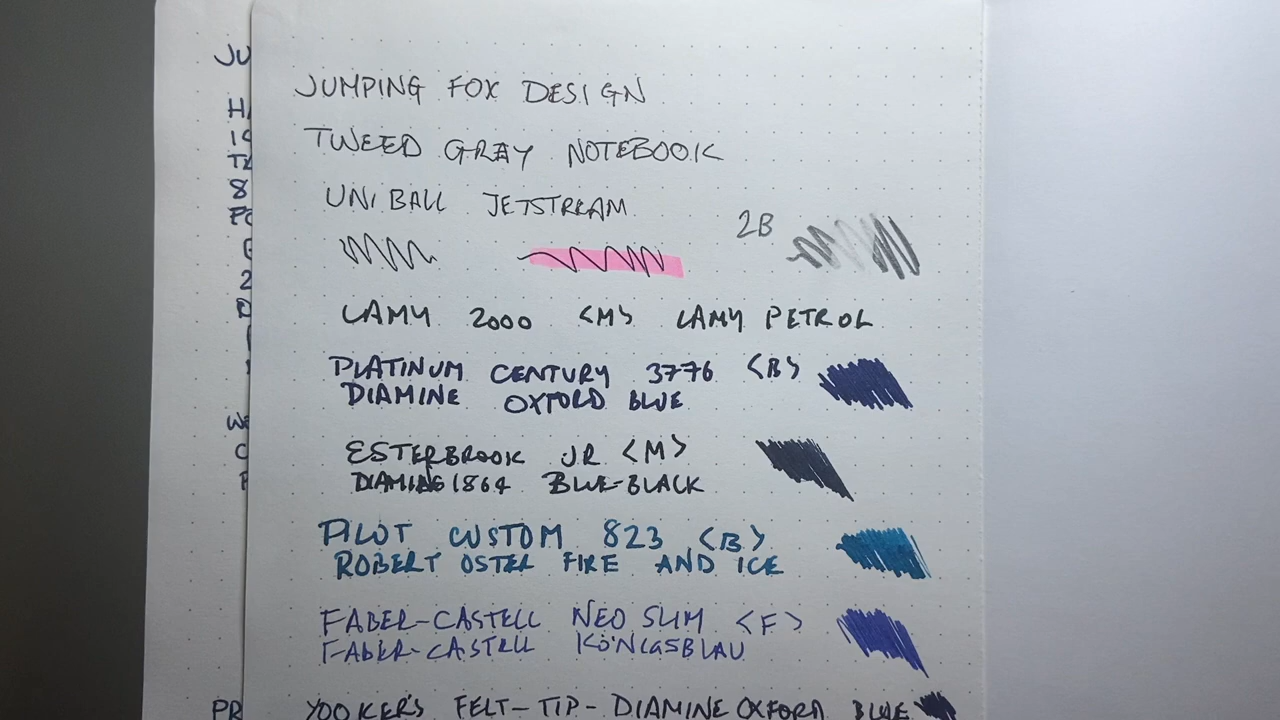 JUMPING FOX DESIGN
TWEED GRAY NOTEBOOK
UNIBALL JETSTREAM
2B
LAMY 2000 <M> LAMY PETROL
PLATINUM CENTURY 3776 <B>
DIAMINE OXFORD BLUE
ESTERBROOK JR <M>
DIAMINE 1864 BLUE-BLACK
PILOT CUSTOM 823 <B>
ROBERT OSTER FIRE AND ICE
FABER-CASTELL NEO SLIM <F>
FABER-CASTELL KÖNIGSBLAU
YOOKERS FELT-TIP - DIAMINE OXFORD BLUE
JU
PR